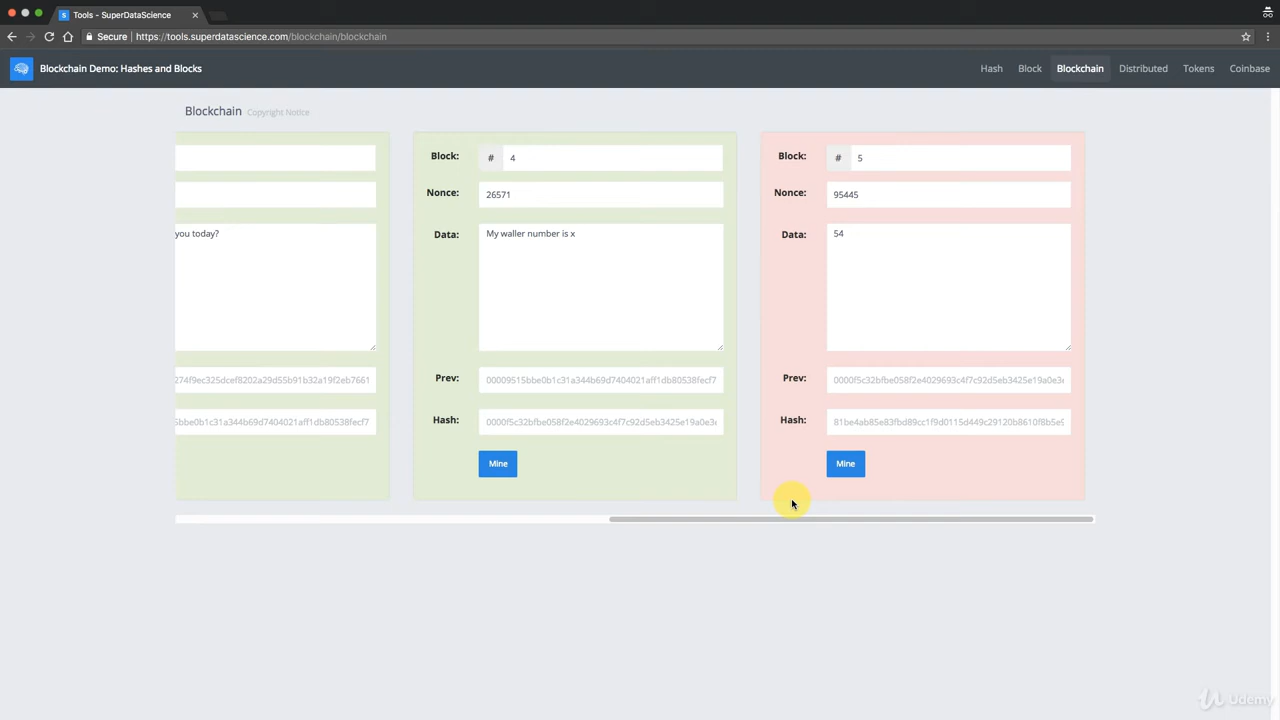 Tools - SuperDataScience
Secure https://tools.superdatascience.com/blockchain/blockchain
Blockchain Demo: Hashes and Blocks Hash Block Blockchain Distributed Tokens Coinbase
Blockchain Copyright Notice
Block: # 4 Block: # 5
Nonce: 26571 Nonce: 95445
you today? Data: My waller number is x Data: 54
274f9ec325dcef8202a29d55b91b32a19f2eb7661 Prev: 00009515bbe0b1c31a344b69d7404021aff1db80538fecf7 Prev: 0000f5c32bfbe058f2e4029693c4f7c92d5eb3425e19a0e3
5bbe0b1c31a344b69d7404021aff1db80538fecf7 Hash: 0000f5c32bfbe058f2e4029693c4f7c92d5eb3425e19a0e3 Hash: 81be4ab85e83fbd89cc1f9d0115d449c29120b8610f8b5e9
Mine Mine
Udemy